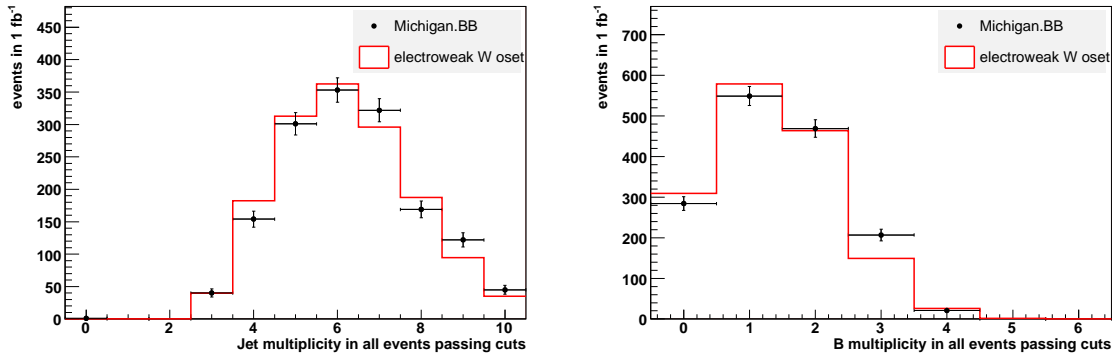 events in 1 fb-1
450
400
350
300
250
200
150
100
50
0
Michigan.BB
electroweak W oset
0 2 4 6 8 10
Jet multiplicity in all events passing cuts
events in 1 fb-1
700
600
500
400
300
200
100
0
Michigan.BB
electroweak W oset
0 1 2 3 4 5 6
B multiplicity in all events passing cuts